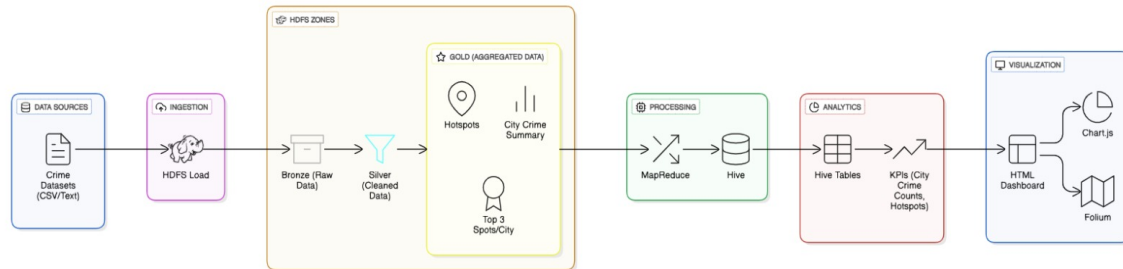 DATA SOURCES
Crime
Datasets
(CSV/Text)
INGESTION
HDFS Load
HDFS ZONES
Bronze (Raw
Data)
Silver
(Cleaned
Data)
GOLD (AGGREGATED DATA)
Hotspots
City Crime
Summary
Top 3
Spots/City
PROCESSING
MapReduce
Hive
ANALYTICS
Hive Tables
KPIs (City
Crime
Counts,
Hotspots)
VISUALIZATION
HTML
Dashboard
Chart.js
Folium